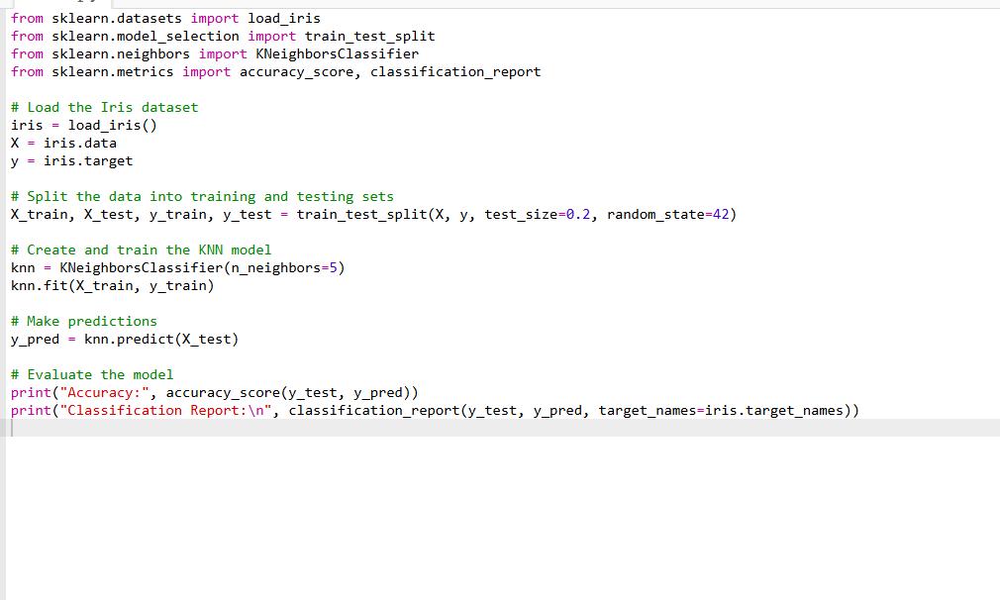 from sklearn.datasets import load_iris
from sklearn.model_selection import train_test_split
from sklearn.neighbors import KNeighborsClassifier
from sklearn.metrics import accuracy_score, classification_report
# Load the Iris dataset
iris = load_iris()
X = iris.data
y = iris.target
# Split the data into training and testing sets
X_train, X_test, y_train, y_test = train_test_split(X, y, test_size=0.2, random_state=42)
# Create and train the KNN model
knn = KNeighborsClassifier(n_neighbors=5)
knn.fit(X_train, y_train)
# Make predictions
y_pred = knn.predict(X_test)
# Evaluate the model
print("Accuracy:", accuracy_score(y_test, y_pred))
print("Classification Report:\n", classification_report(y_test, y_pred, target_names=iris.target_names))